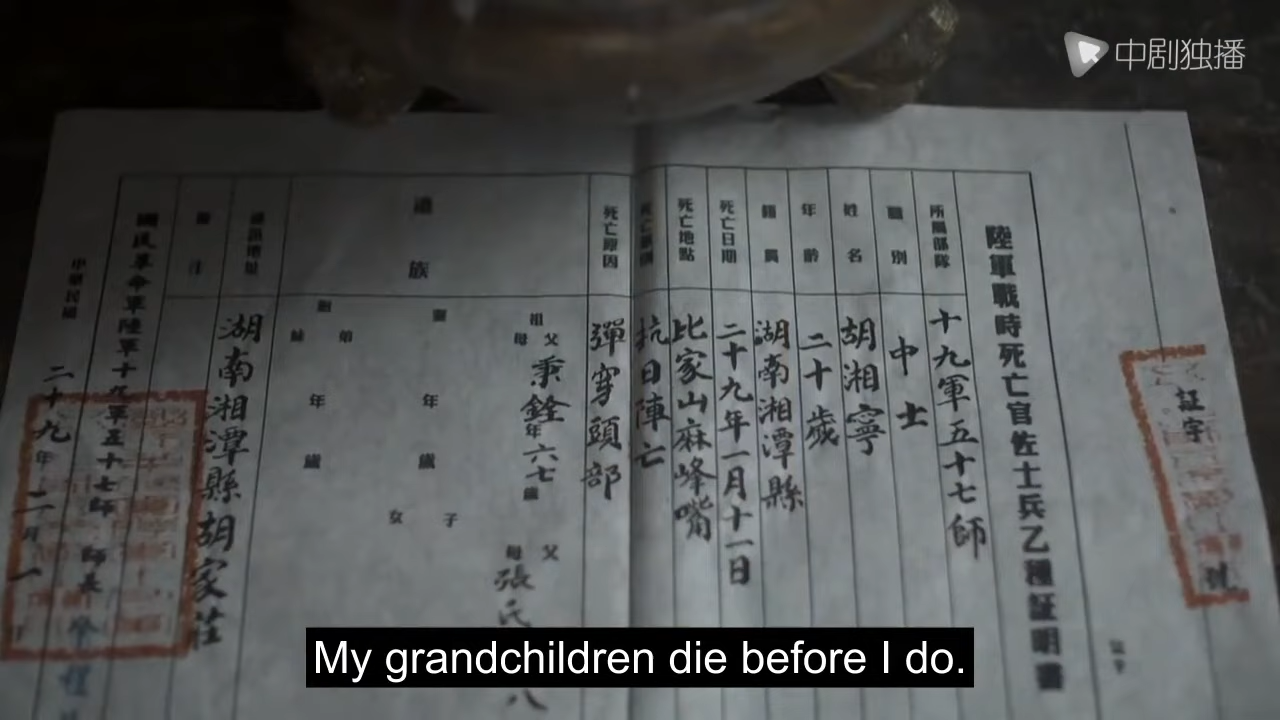 中剧独播
証字
號
陸軍戰時死亡官佐士兵乙種証明書
所屬部隊 十九軍五十七師
職別 中士
姓名 胡湘寧
年齡 二十歲
籍貫 湖南湘潭縣
死亡日期 二十九年一月十一日
死亡地點 比家山麻峰嘴
抗日陣亡
死亡原因 彈穿頭部
遺族
祖父 秉銓 年六七歲
母
父
母 張氏 八
妻 年 歲
子
女
弟
妹 年 歲
通訊地址 湖南湘潭縣胡家莊
備註
國民革命軍陸軍十九軍五十七師 師長
中華民國 二十九年二月一
My grandchildren die before I do.